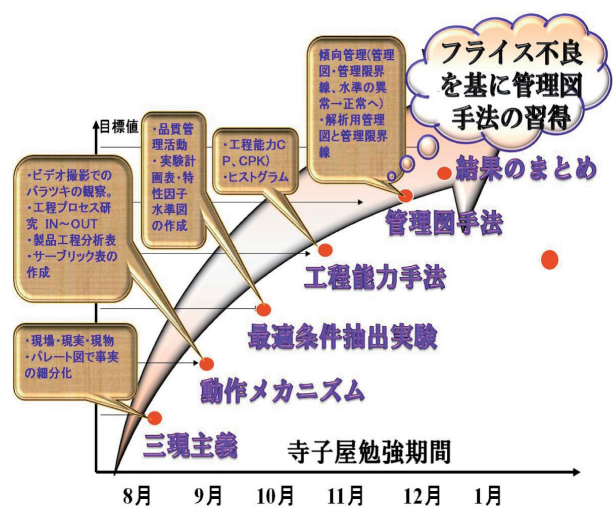 フライス不良
を基に管理図
手法の習得
傾向管理(管理
図・管理限界
線、水準の異
常→正常へ)
・解析用管理
図と管理限界
線
目標値
・品質管
理活動
・実験計
画表・特
性因子
水準図
の作成
・工程能力C
P、CPK)
・ヒストグラム
・ビデオ撮影での
バラツキの観察。
・工程プロセス研
究 IN～OUT
・製品工程分析表
・サーブリック表の
作成
・現場・現実・現物
・パレート図で事実
の細分化
結果のまとめ
管理図手法
工程能力手法
最適条件抽出実験
動作メカニズム
三現主義
寺子屋勉強期間
8月 9月 10月 11月 12月 1月